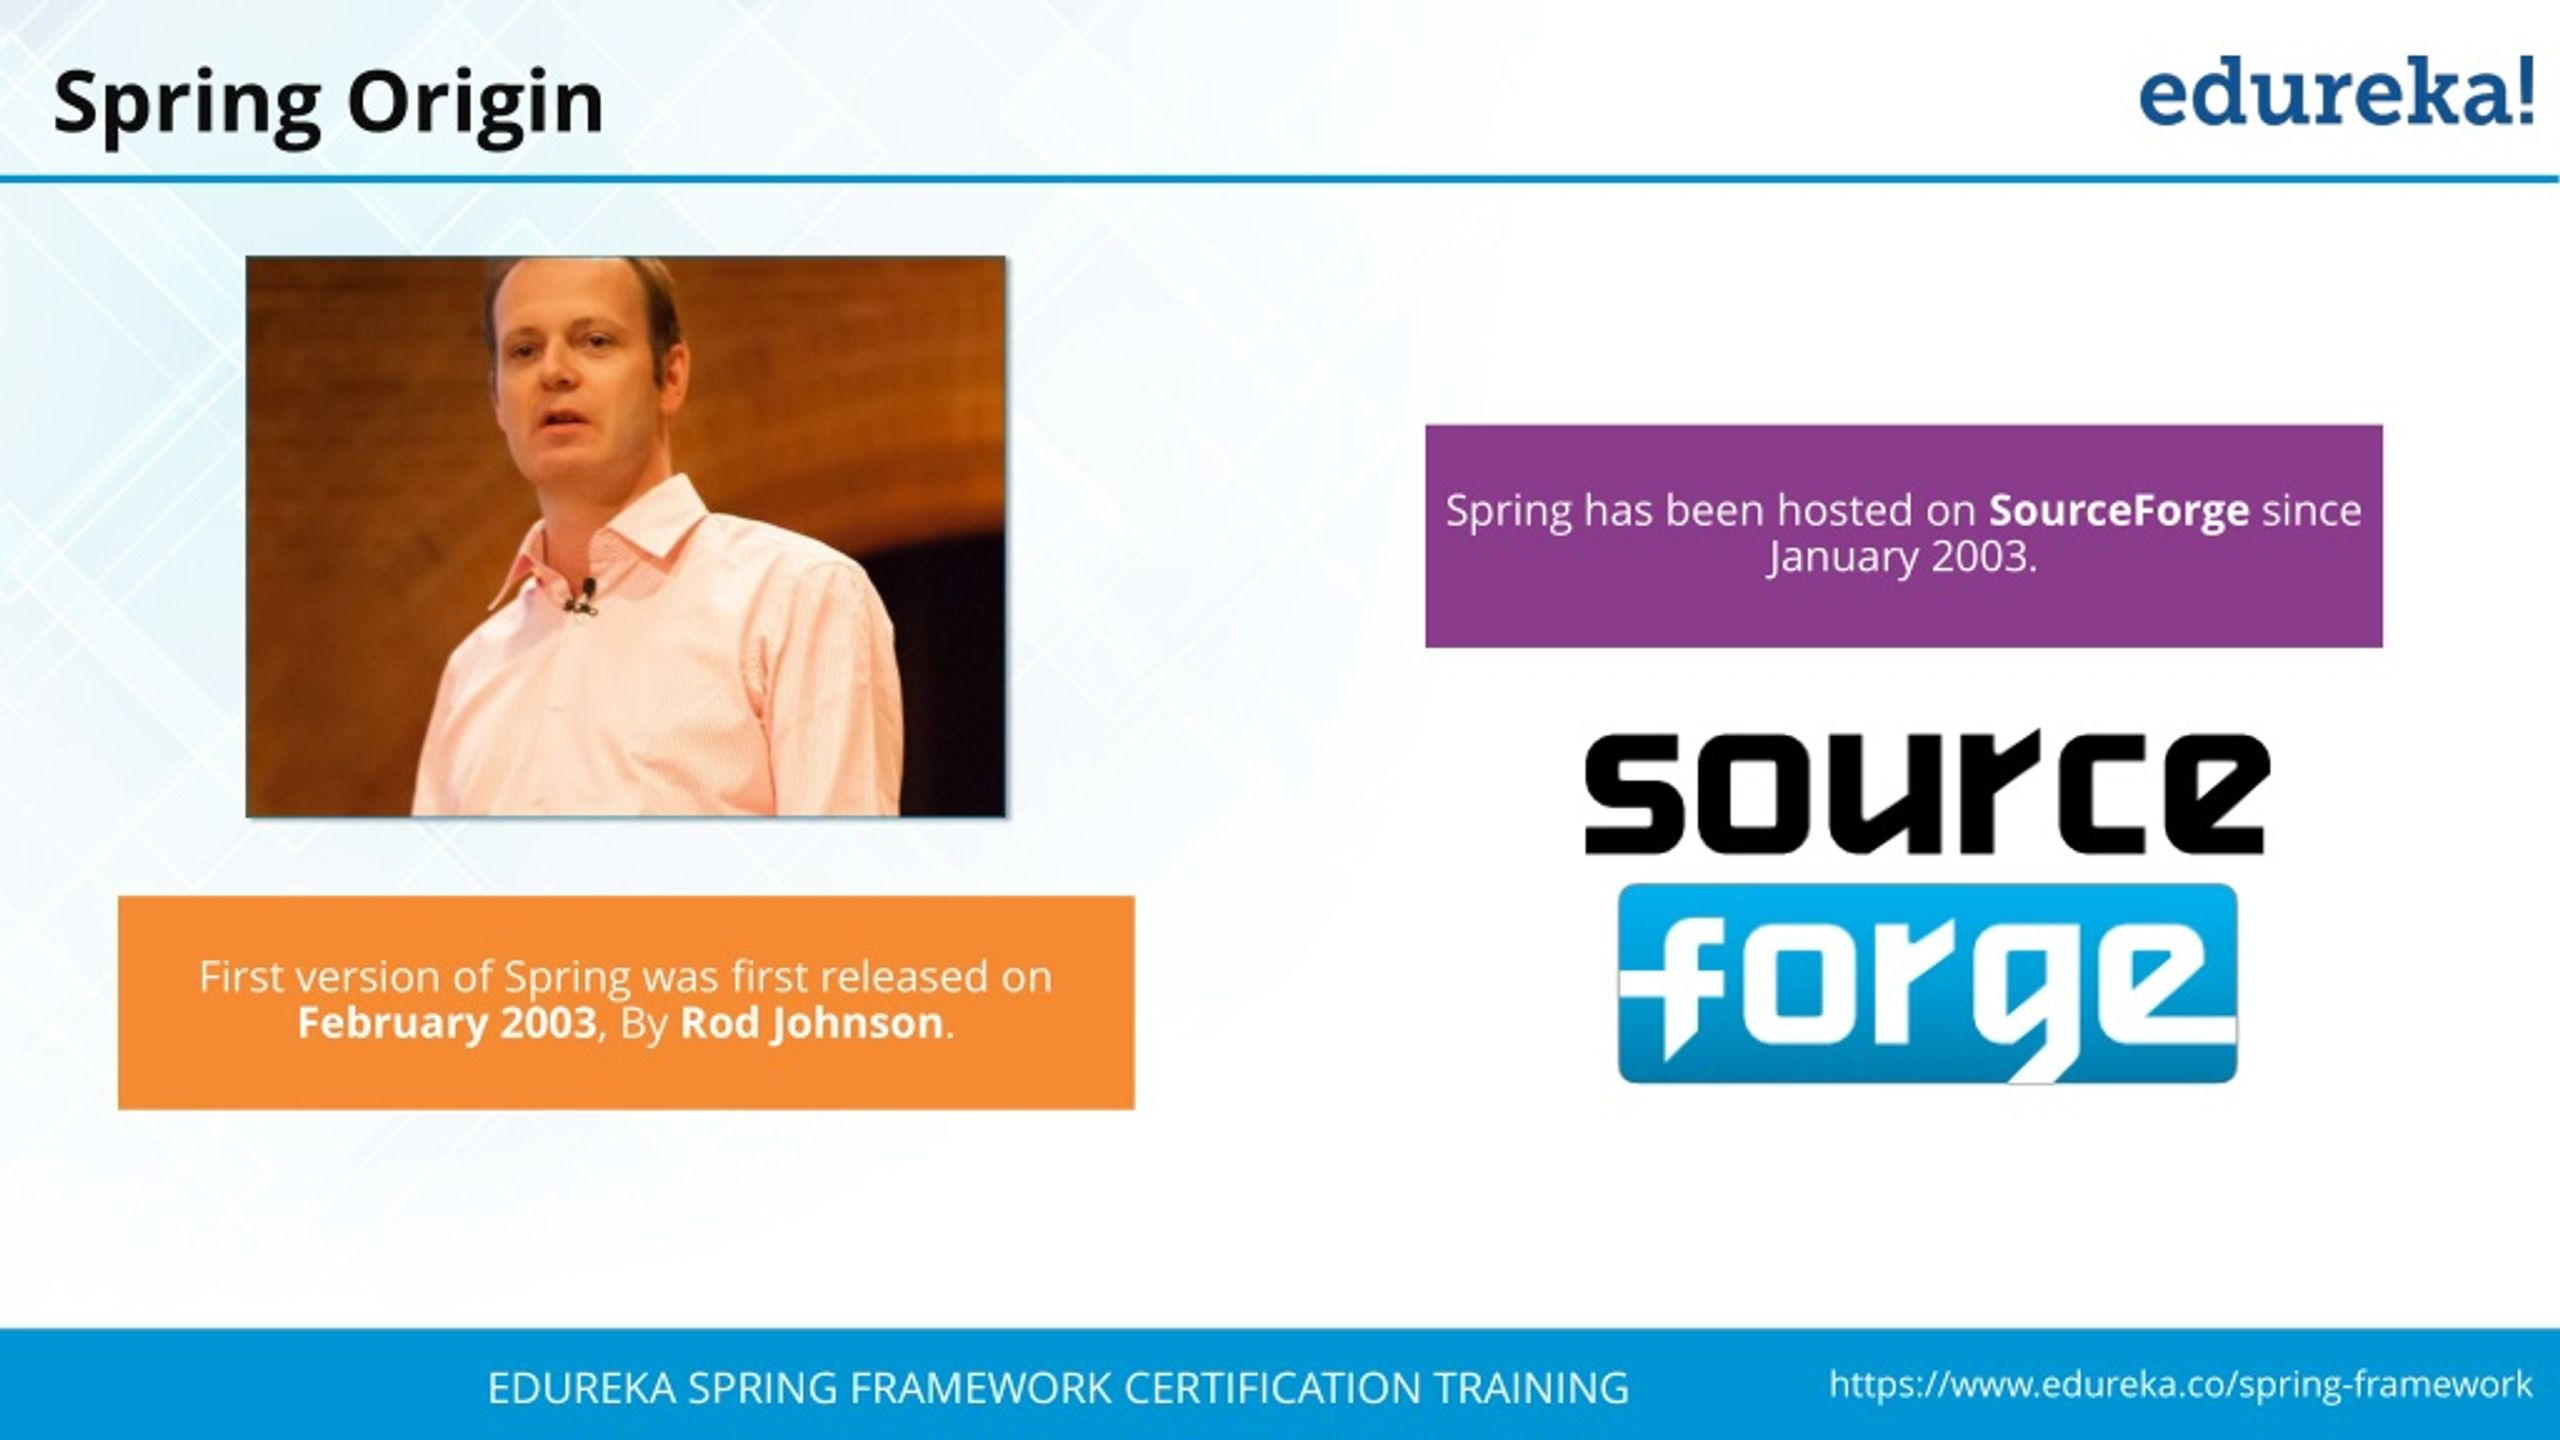 Spring Origin
edureka!
Spring has been hosted on SourceForge since
January 2003.
source
forge
First version of Spring was first released on
February 2003, By Rod Johnson.
EDUREKA SPRING FRAMEWORK CERTIFICATION TRAINING
https://www.edureka.co/spring-framework